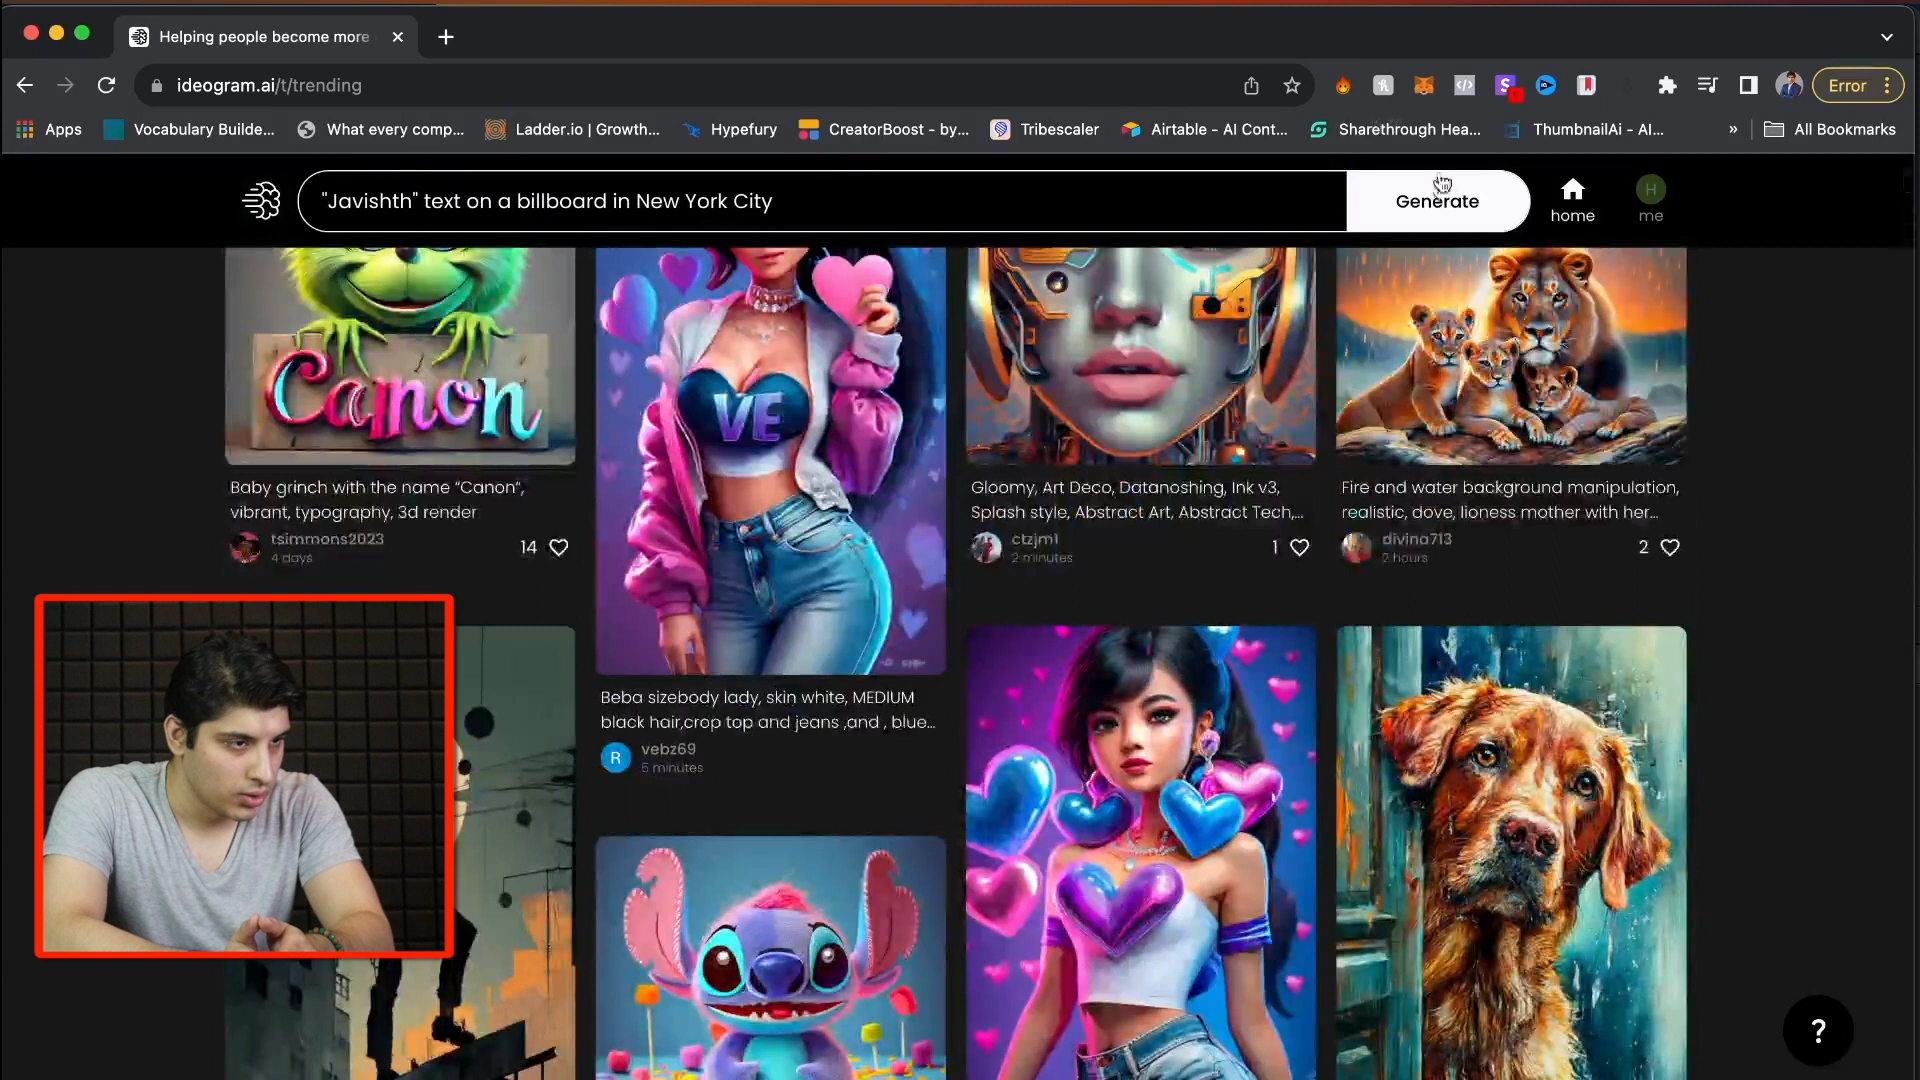 Helping people become more
ideogram.ai/t/trending
Error
Apps
Vocabulary Builde...
What every comp...
Ladder.io | Growth...
Hypefury
CreatorBoost - by...
Tribescaler
Airtable - AI Cont...
Sharethrough Hea...
ThumbnailAi - AI...
»
All Bookmarks
"Javishth" text on a billboard in New York City
Generate
home
H
me
Canon
VE
Baby grinch with the name "Canon",
vibrant, typography, 3d render
tsimmons2023
4 days
14
Gloomy, Art Deco, Datanoshing, Ink v3,
Splash style, Abstract Art, Abstract Tech,...
ctzjm1
2 minutes
1
Fire and water background manipulation,
realistic, dove, lioness mother with her...
divina713
2 hours
2
Beba sizebody lady, skin white, MEDIUM
black hair,crop top and jeans ,and , blue...
R
vebz69
5 minutes
?